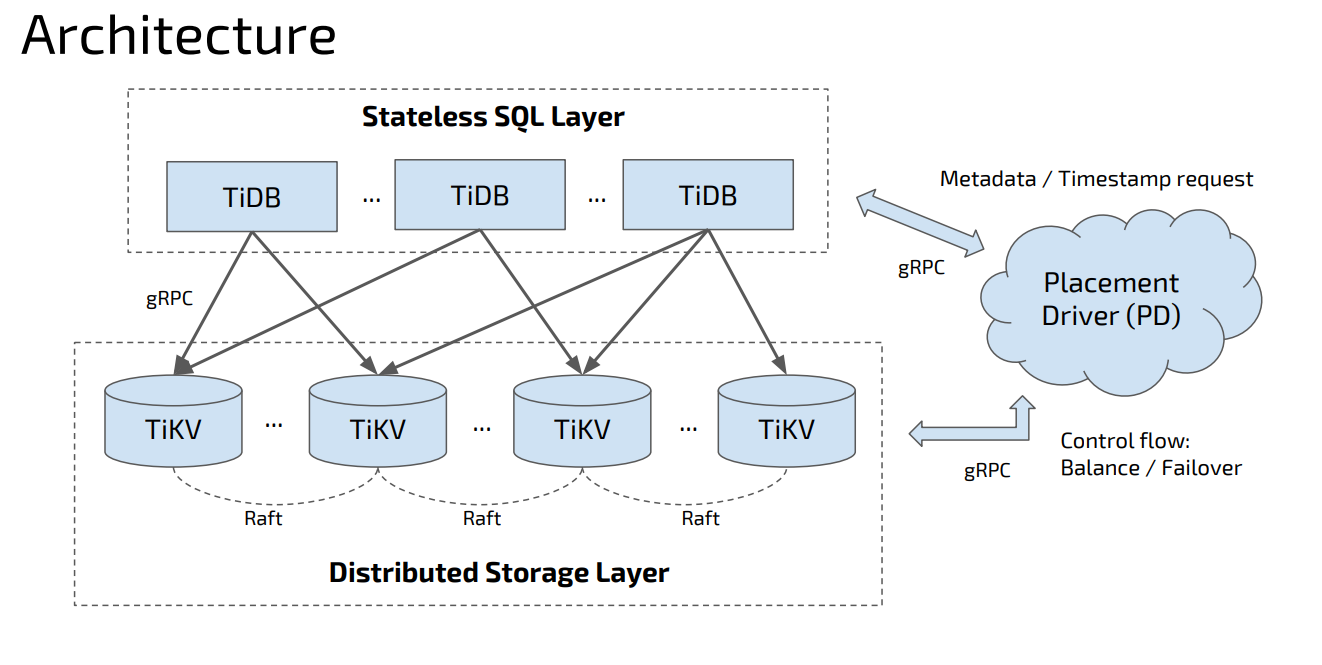 Architecture
Stateless SQL Layer
TiDB ... TiDB ... TiDB
Metadata / Timestamp request
gRPC
Placement
Driver (PD)
gRPC
TiKV ... TiKV ... TiKV ... TiKV
Control flow:
Balance / Failover
gRPC
Raft Raft Raft
Distributed Storage Layer